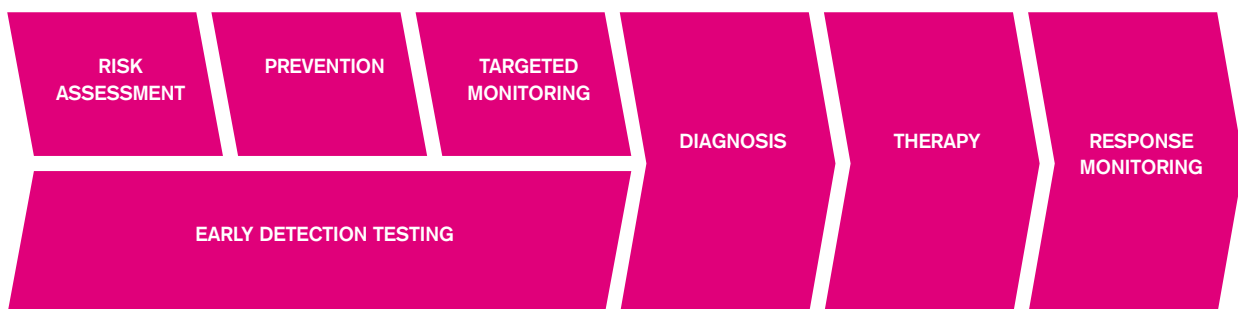 RISK
ASSESSMENT
PREVENTION
TARGETED
MONITORING
EARLY DETECTION TESTING
DIAGNOSIS
THERAPY
RESPONSE
MONITORING